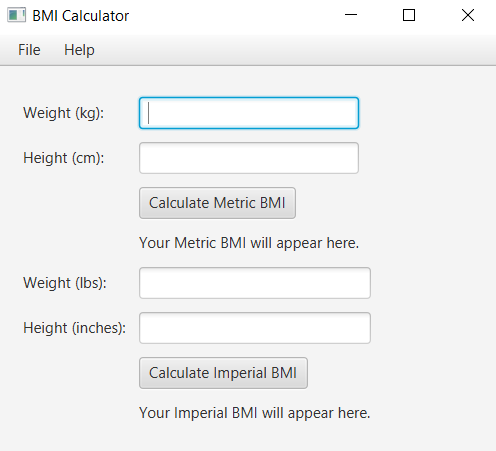 BMI Calculator
File Help
Weight (kg):
Height (cm):
Calculate Metric BMI
Your Metric BMI will appear here.
Weight (lbs):
Height (inches):
Calculate Imperial BMI
Your Imperial BMI will appear here.